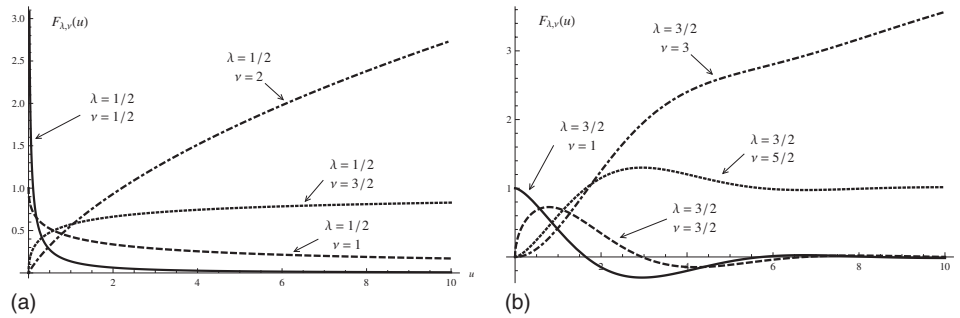 F_{λ,ν}(u)
3.0
2.5
2.0
1.5
1.0
0.5
2
4
6
8
10
u
λ = 1/2
ν = 2
λ = 1/2
ν = 1/2
λ = 1/2
ν = 3/2
λ = 1/2
ν = 1
(a)
F_{λ,ν}(u)
3
2
1
2
4
6
8
10
u
λ = 3/2
ν = 3
λ = 3/2
ν = 1
λ = 3/2
ν = 5/2
λ = 3/2
ν = 3/2
(b)